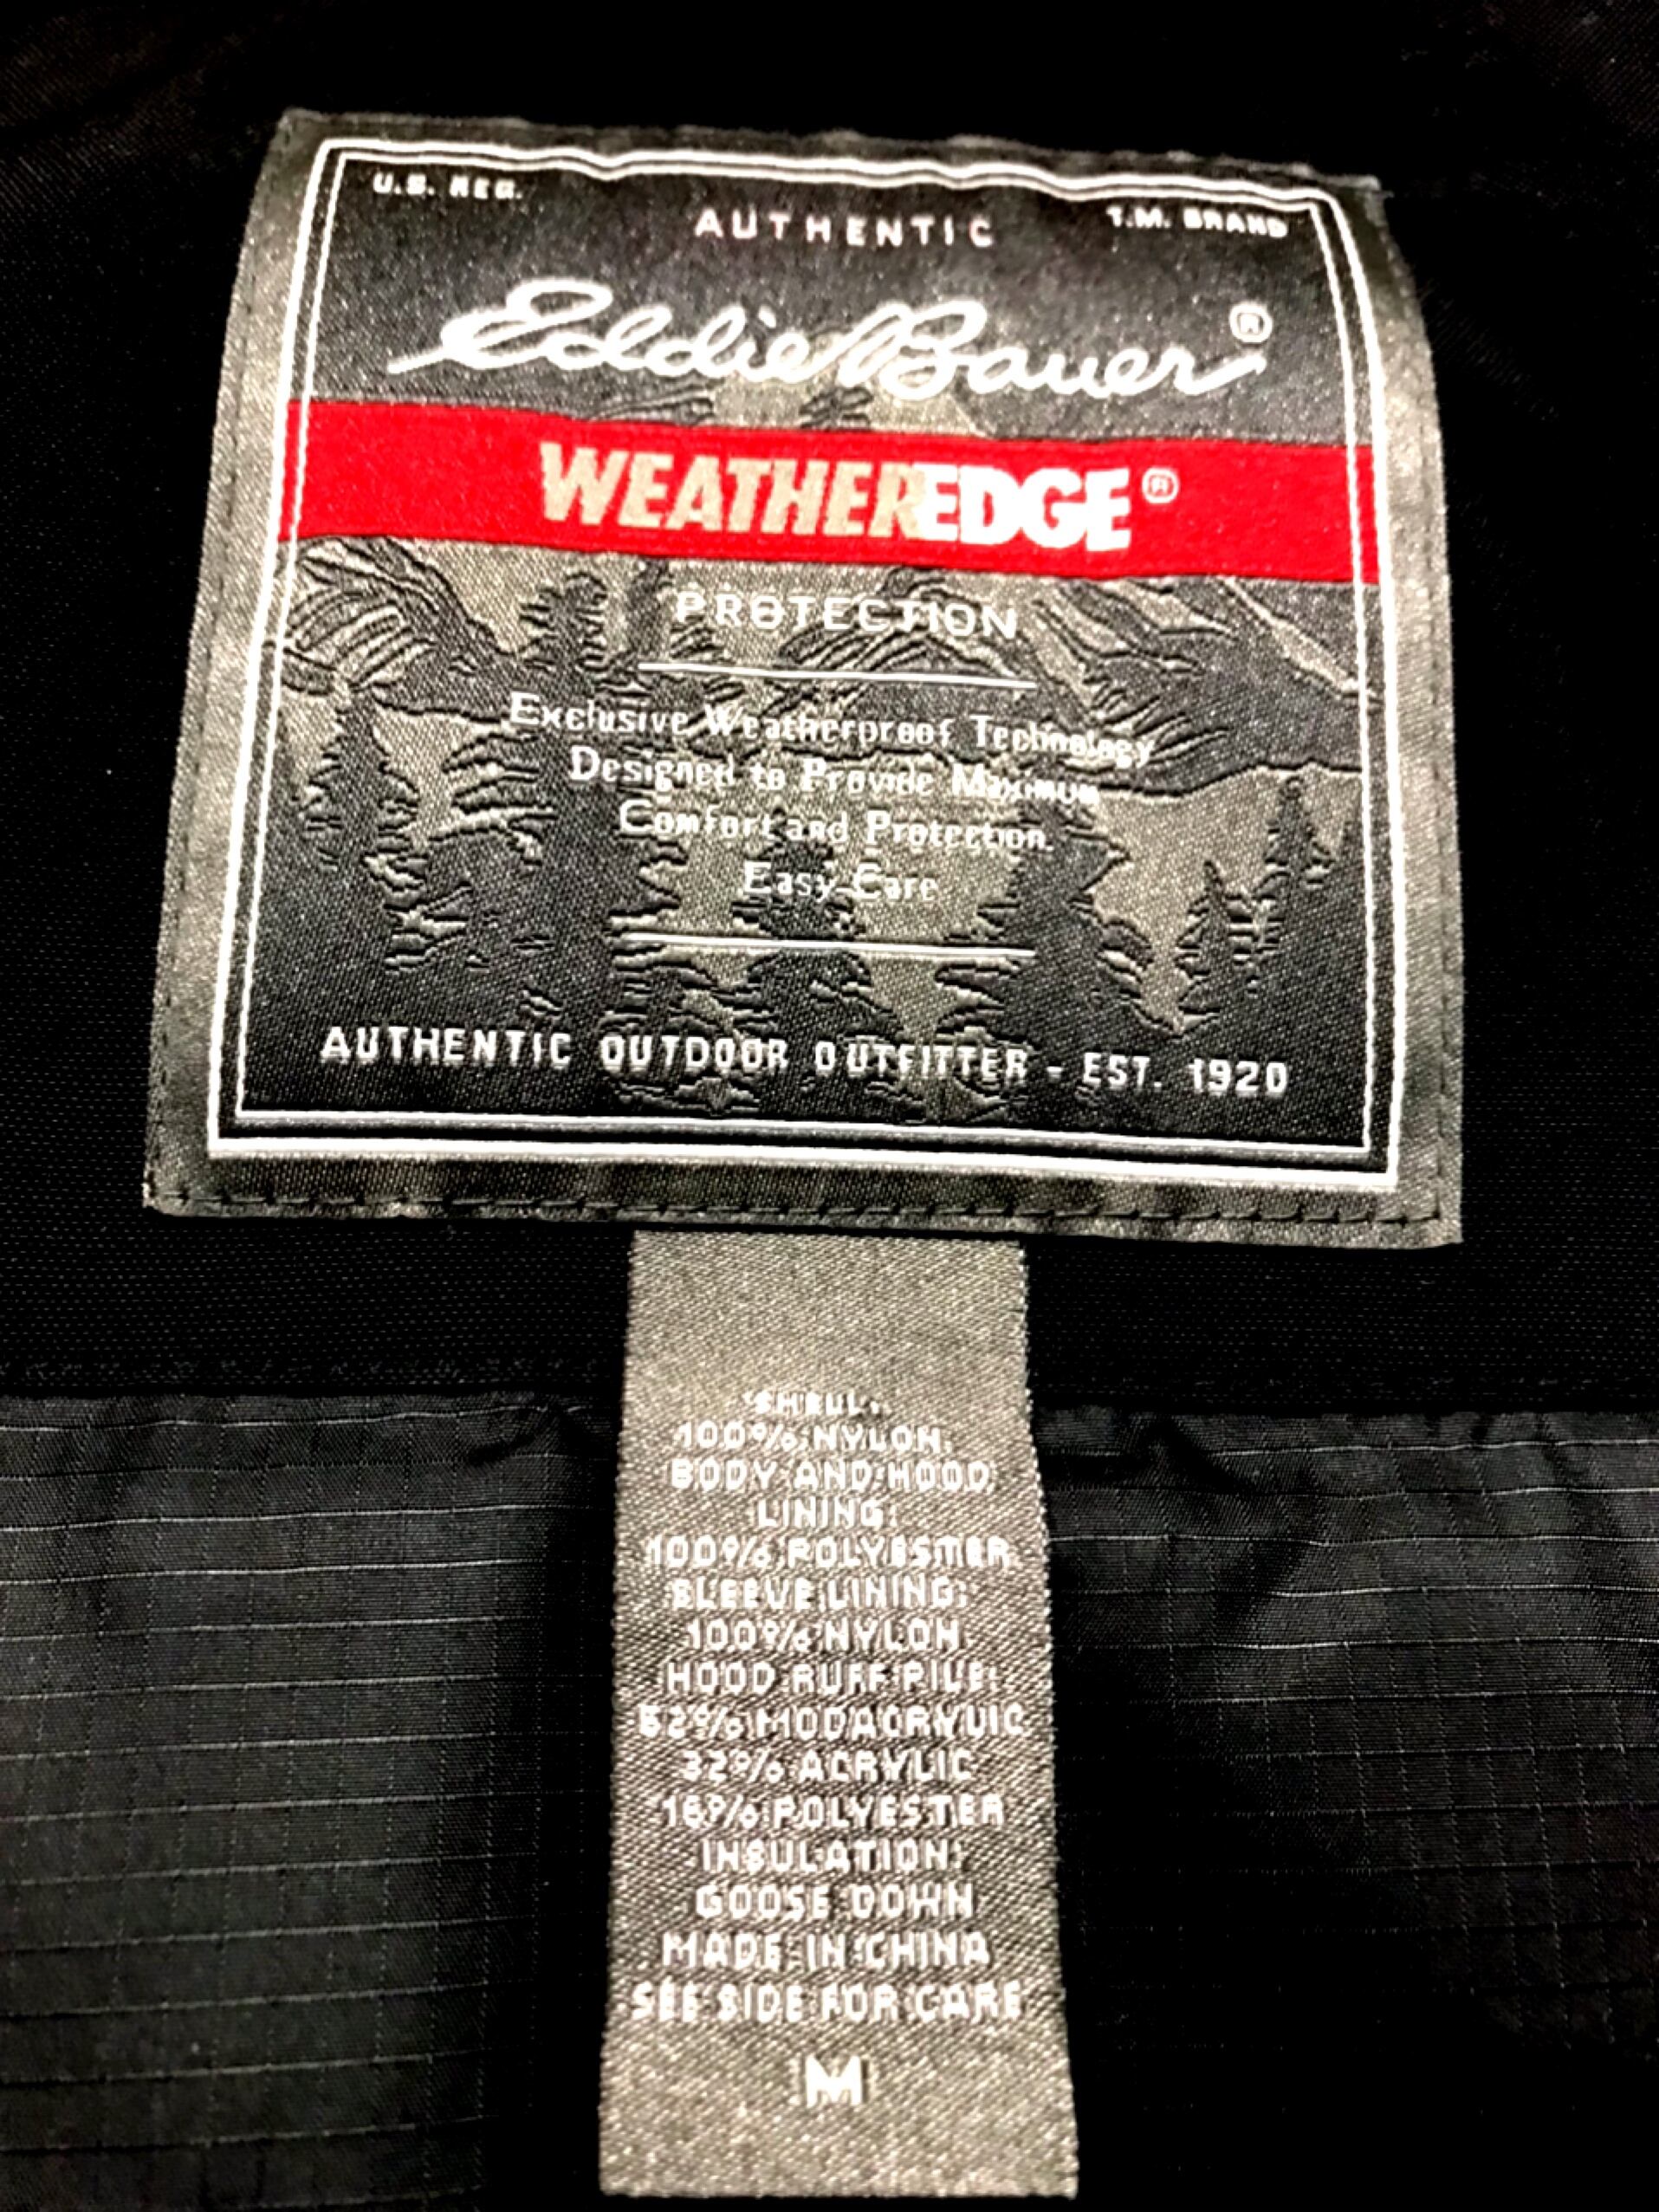 U.S. REG.
AUTHENTIC
T.M. BRAND
Eddie Bauer®
WEATHEREDGE®
PROTECTION
Exclusive Weatherproof Technology
Designed to Provide Maximum
Comfort and Protection.
Easy Care
AUTHENTIC OUTDOOR OUTFITTER - EST. 1920
SHELL:
100% NYLON
BODY AND HOOD
LINING:
100% POLYESTER
SLEEVE LINING:
100% NYLON
HOOD RUFF PILE:
52% MODACRYLIC
32% ACRYLIC
16% POLYESTER
INSULATION:
GOOSE DOWN
MADE IN CHINA
SEE SIDE FOR CARE
M